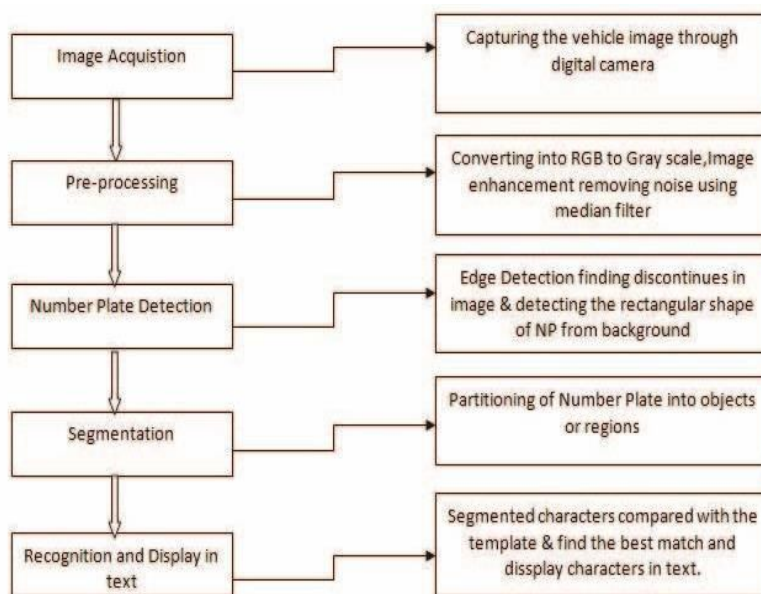 Image Acquistion
Capturing the vehicle image through
digital camera
Pre-processing
Converting into RGB to Gray scale,Image
enhancement removing noise using
median filter
Number Plate Detection
Edge Detection finding discontinues in
image & detecting the rectangular shape
of NP from background
Segmentation
Partitioning of Number Plate into objects
or regions
Recognition and Display in
text
Segmented characters compared with the
template & find the best match and
dissplay characters in text.